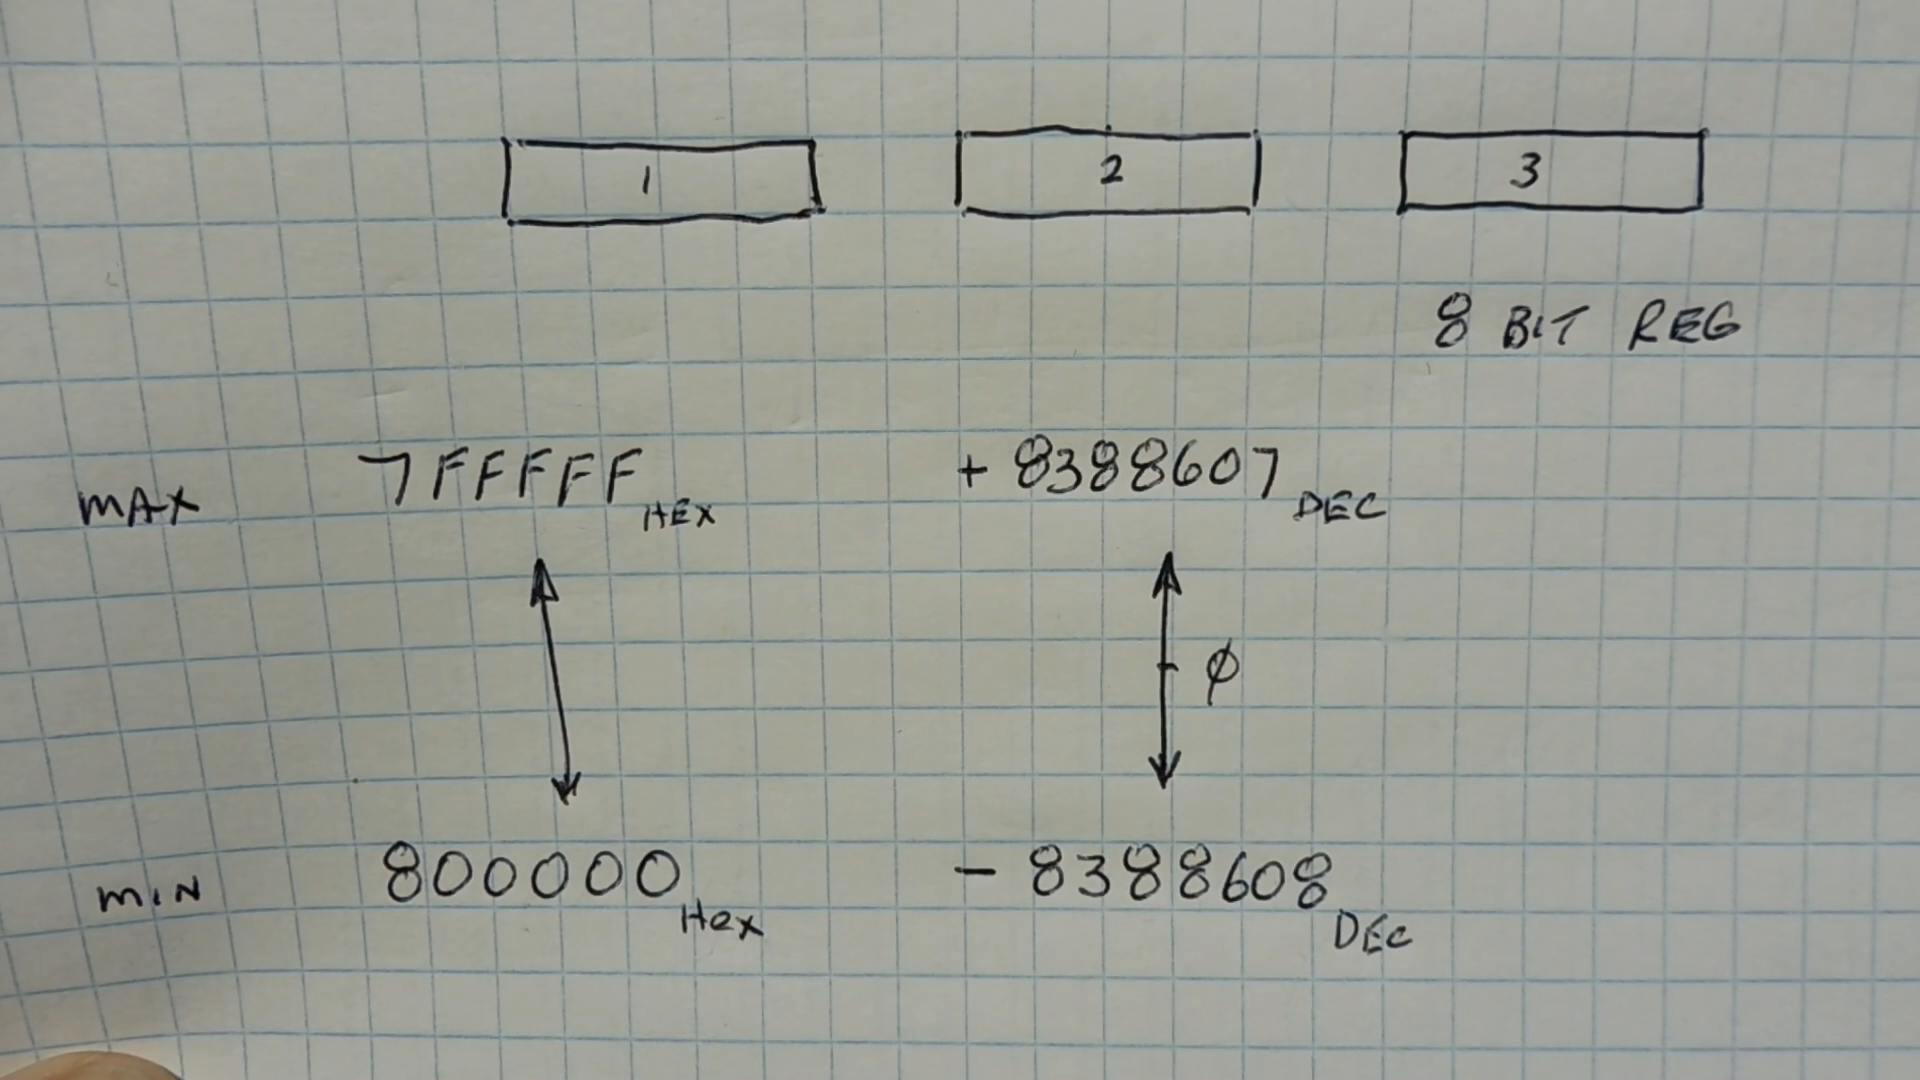 1 2 3
8 BIT REG
MAX 7FFFFF HEX + 8388607 DEC
φ
MIN 800000 Hex - 8388608 DEC